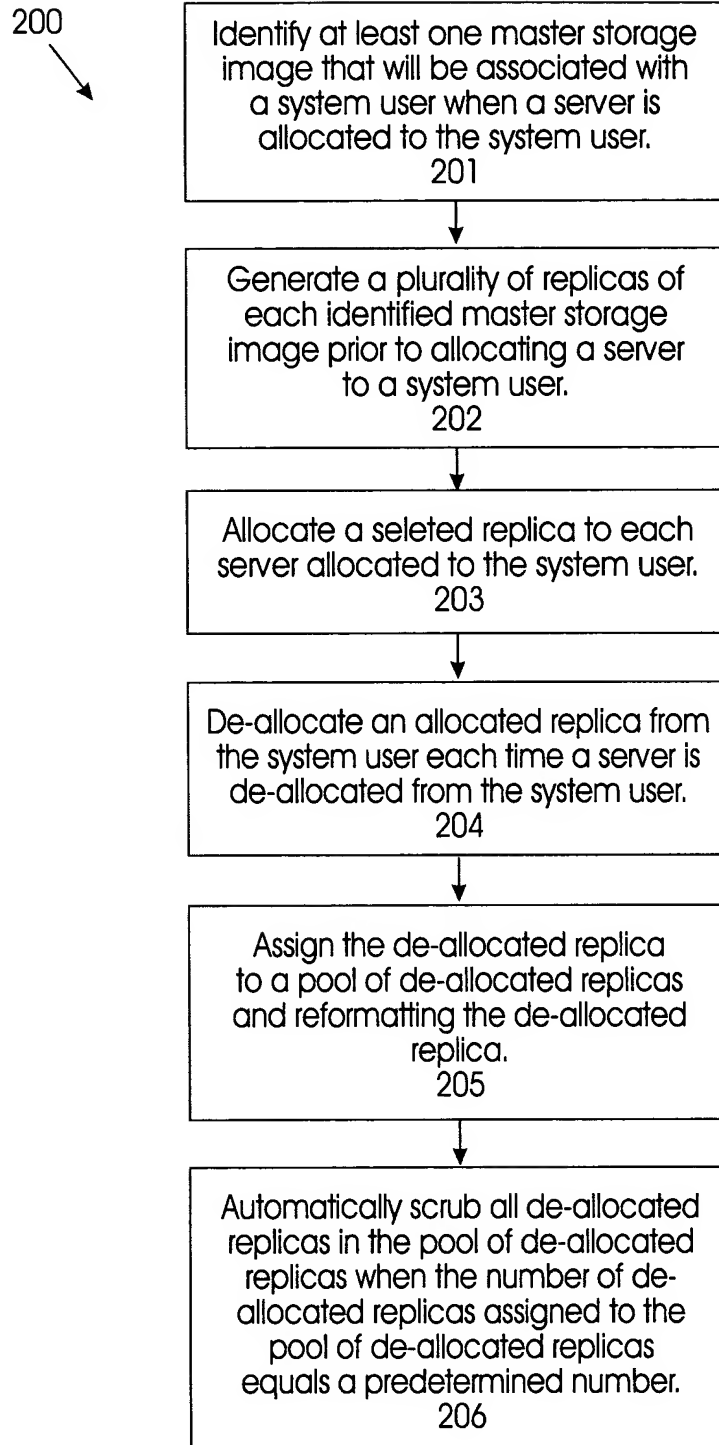 200
Identify at least one master storage
image that will be associated with
a system user when a server is
allocated to the system user.
201
Generate a plurality of replicas of
each identified master storage
image prior to allocating a server
to a system user.
202
Allocate a seleted replica to each
server allocated to the system user.
203
De-allocate an allocated replica from
the system user each time a server is
de-allocated from the system user.
204
Assign the de-allocated replica
to a pool of de-allocated replicas
and reformatting the de-allocated
replica.
205
Automatically scrub all de-allocated
replicas in the pool of de-allocated
replicas when the number of de-
allocated replicas assigned to the
pool of de-allocated replicas
equals a predetermined number.
206